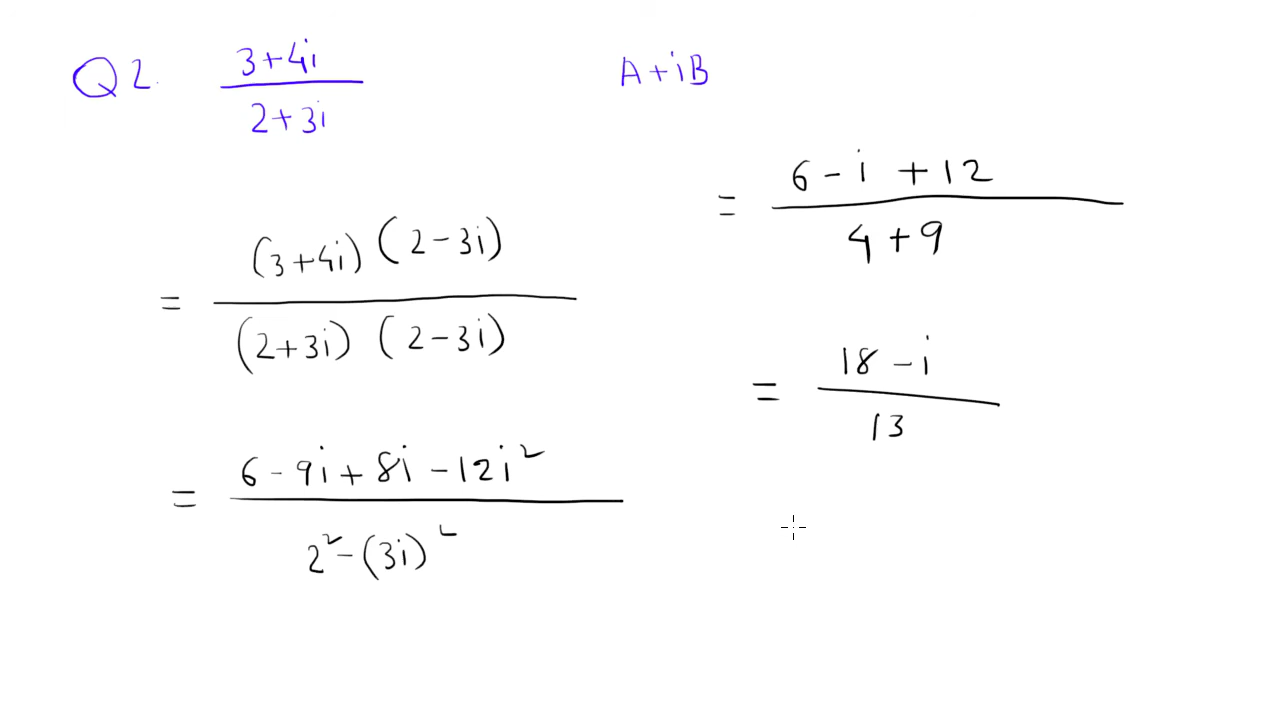 Q2. 3+4i
2+3i
A+iB
= (3+4i) (2-3i)
(2+3i) (2-3i)
= 6-9i+8i-12i²
2²-(3i)²
= 6-i+12
4+9
= 18-i
13